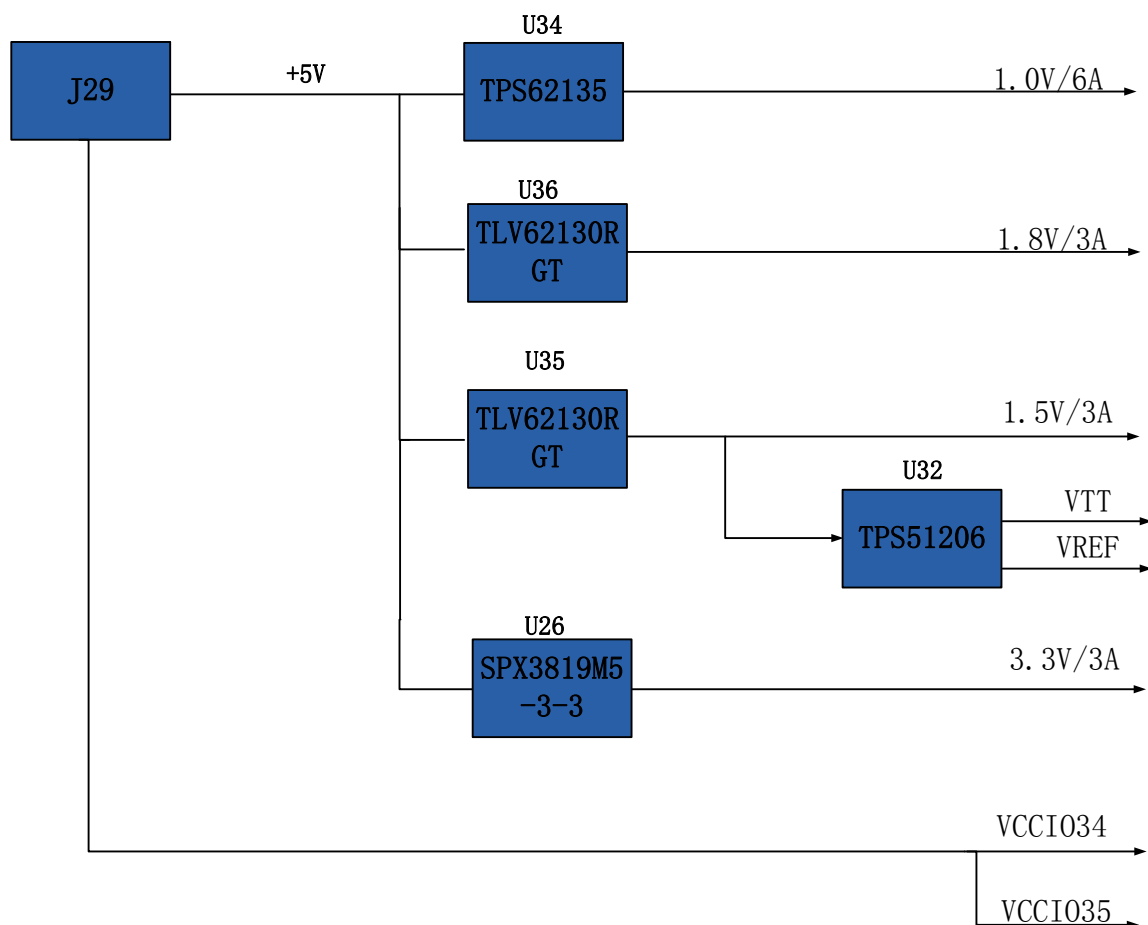 U34
J29
+5V
TPS62135
1.0V/6A
U36
TLV62130R
GT
1.8V/3A
U35
TLV62130R
GT
1.5V/3A
U32
TPS51206
VTT
VREF
U26
SPX3819M5
-3-3
3.3V/3A
VCCIO34
VCCIO35